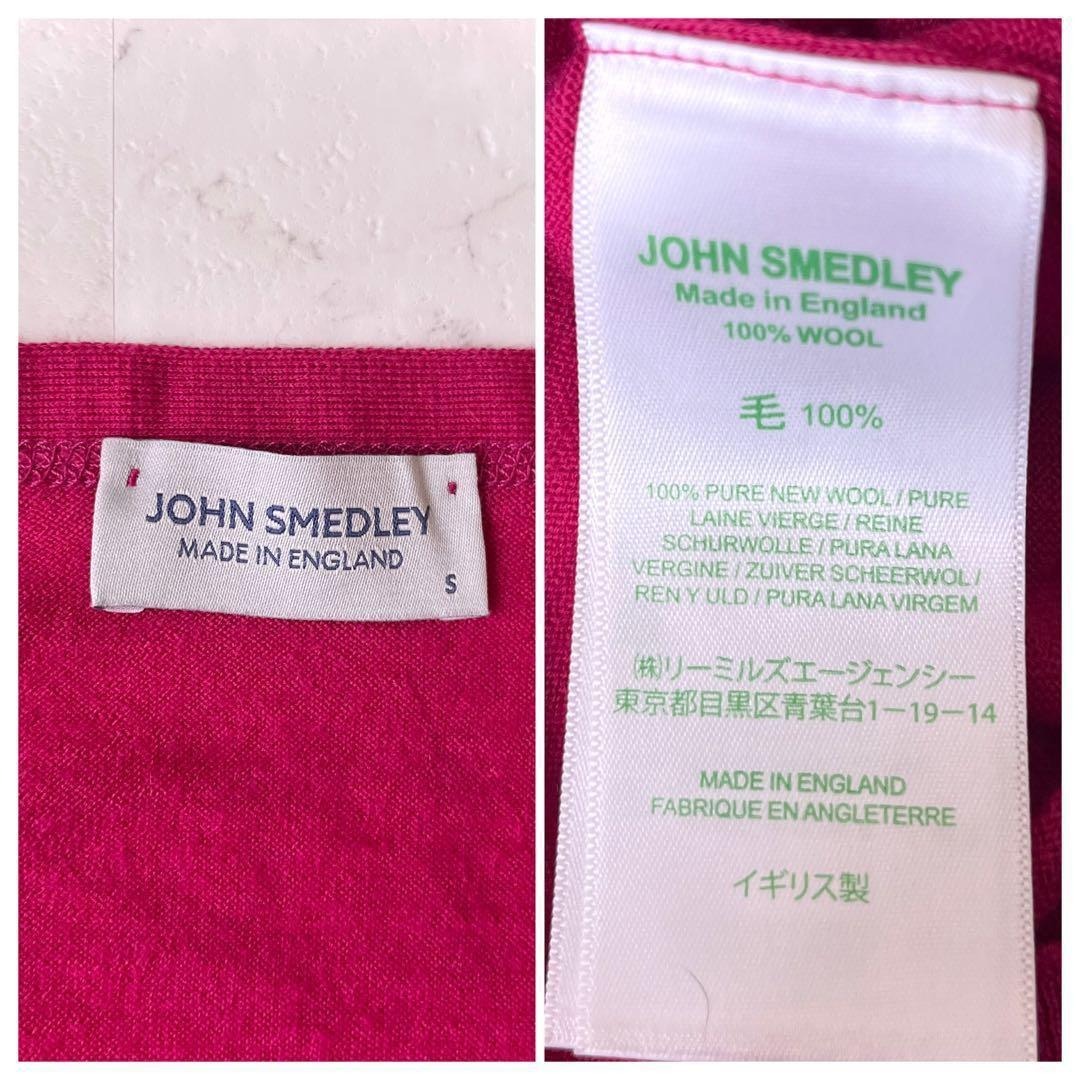 JOHN SMEDLEY
MADE IN ENGLAND
S
JOHN SMEDLEY
Made in England
100% WOOL
毛 100%
100% PURE NEW WOOL / PURE
LAINE VIERGE / REINE
SCHURWOLLE / PURA LANA
VERGINE / ZUIVER SCHEERWOL /
REN Y ULD / PURA LANA VIRGEM
㈱リーミルズエージェンシー
東京都目黒区青葉台1-19-14
MADE IN ENGLAND
FABRIQUE EN ANGLETERRE
イギリス製